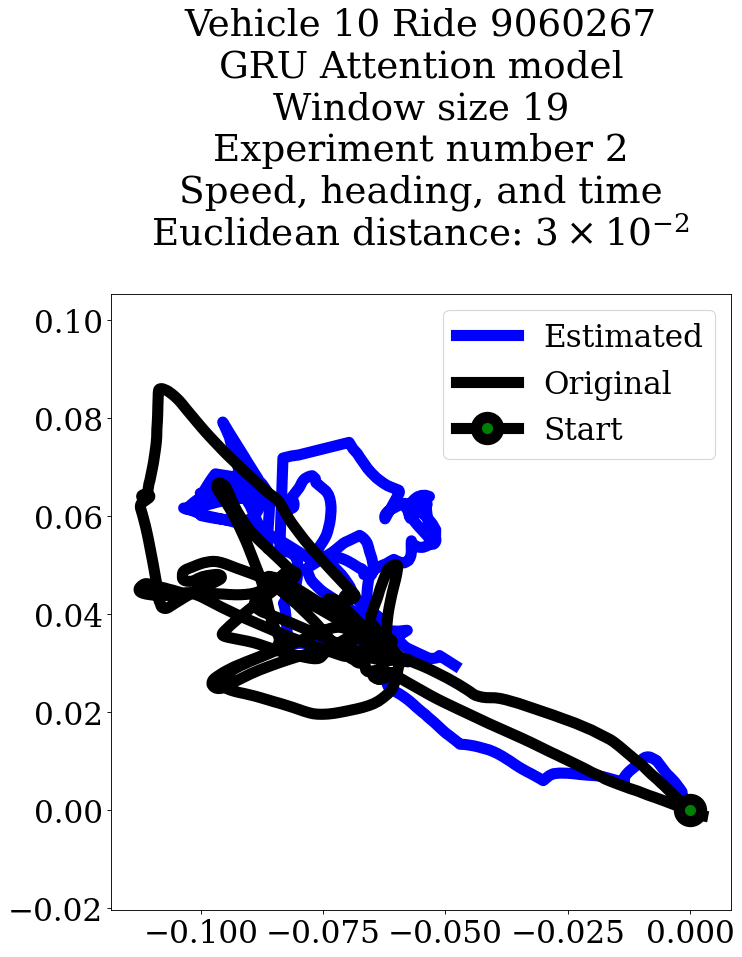 Vehicle 10 Ride 9060267
GRU Attention model
Window size 19
Experiment number 2
Speed, heading, and time
Euclidean distance: 3 × 10⁻²
Estimated
Original
Start
0.10
0.08
0.06
0.04
0.02
0.00
−0.02
−0.100 −0.075 −0.050 −0.025 0.000